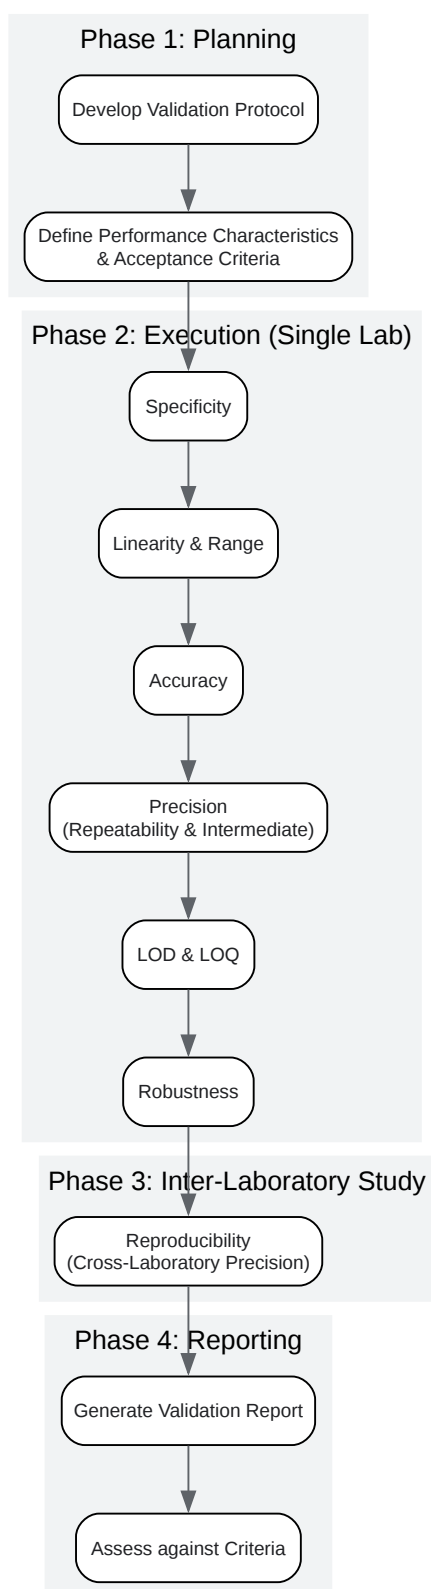 Phase 1: Planning
Develop Validation Protocol
Define Performance Characteristics
& Acceptance Criteria
Phase 2: Execution (Single Lab)
Specificity
Linearity & Range
Accuracy
Precision
(Repeatability & Intermediate)
LOD & LOQ
Robustness
Phase 3: Inter-Laboratory Study
Reproducibility
(Cross-Laboratory Precision)
Phase 4: Reporting
Generate Validation Report
Assess against Criteria